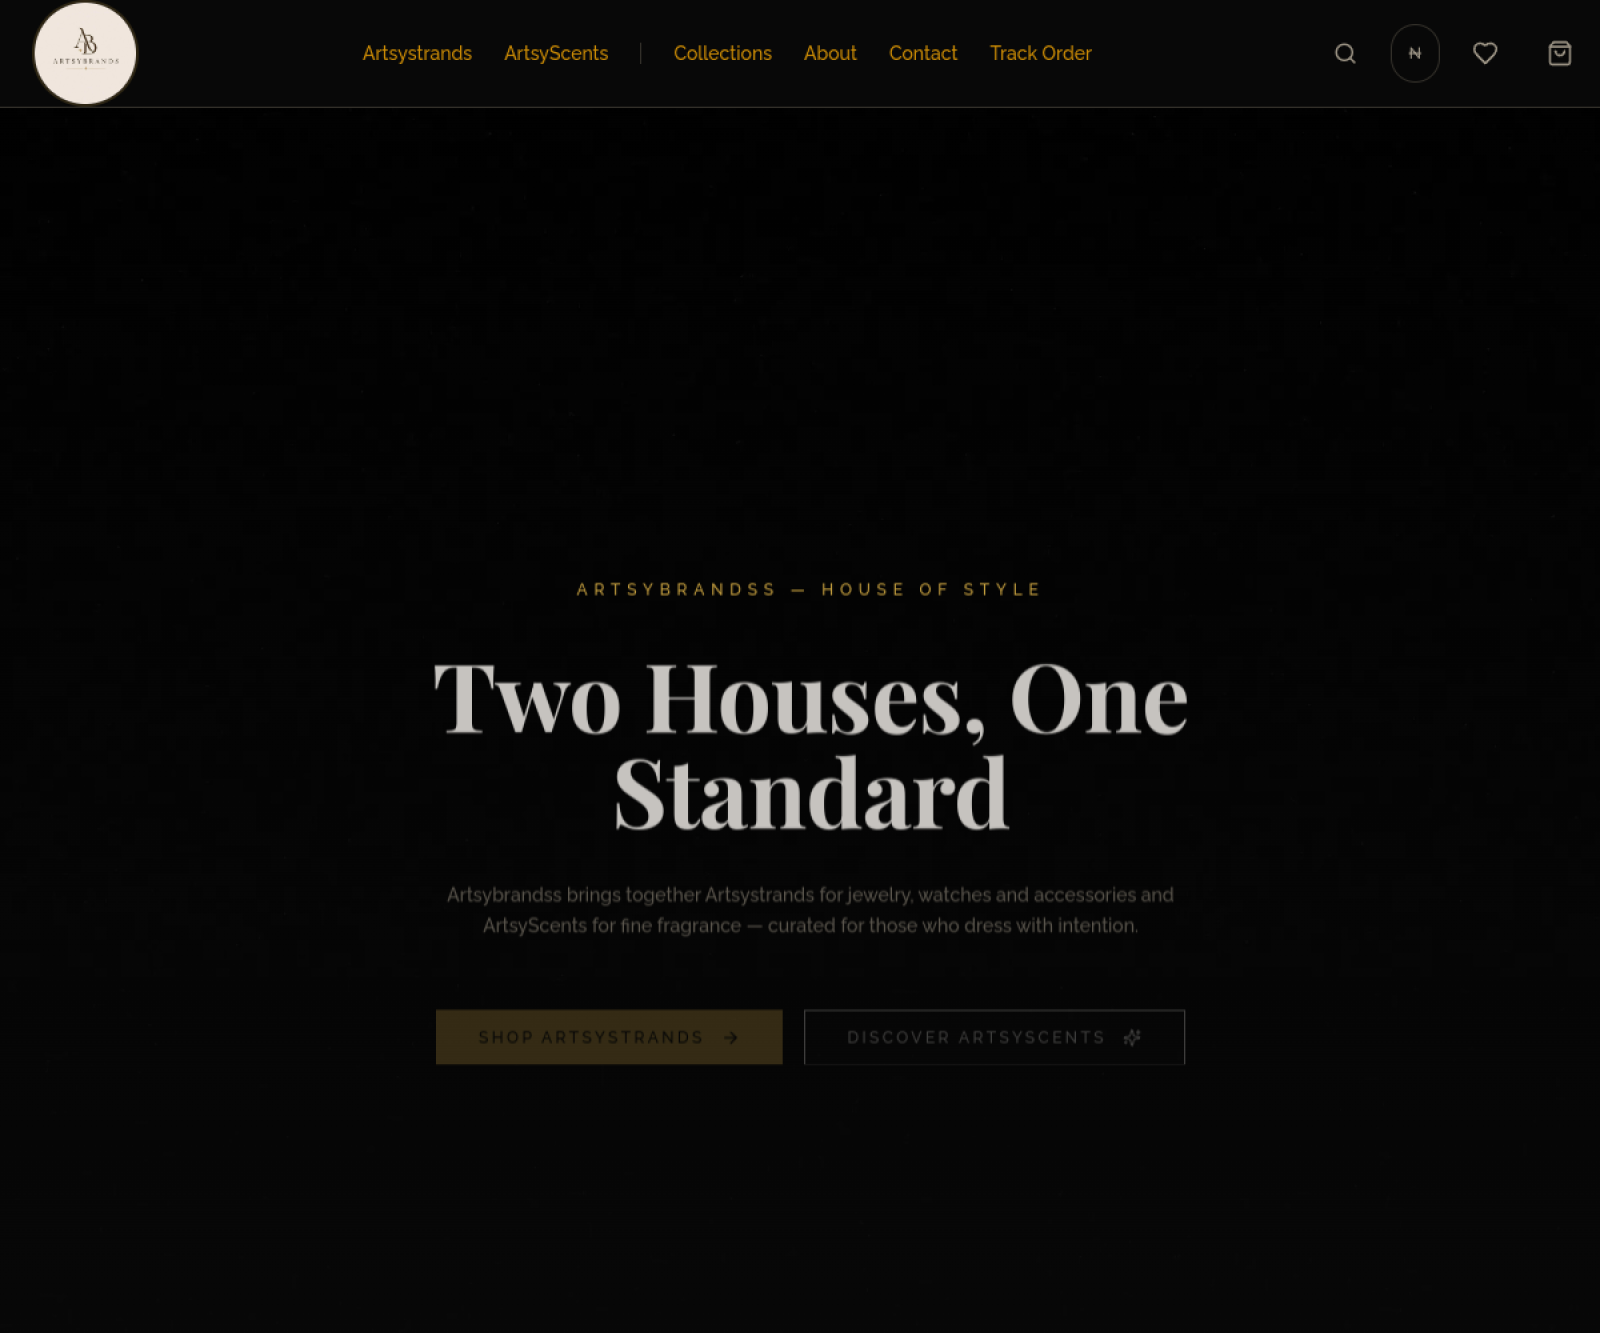 AB
ARTSYBRANDS
Artsystrands
ArtsyScents
Collections
About
Contact
Track Order
₦
ARTSYBRANDSS — HOUSE OF STYLE
Two Houses, One
Standard
Artsybrandss brings together Artsystrands for jewelry, watches and accessories and
ArtsyScents for fine fragrance — curated for those who dress with intention.
SHOP ARTSYSTRANDS →
DISCOVER ARTSYSCENTS